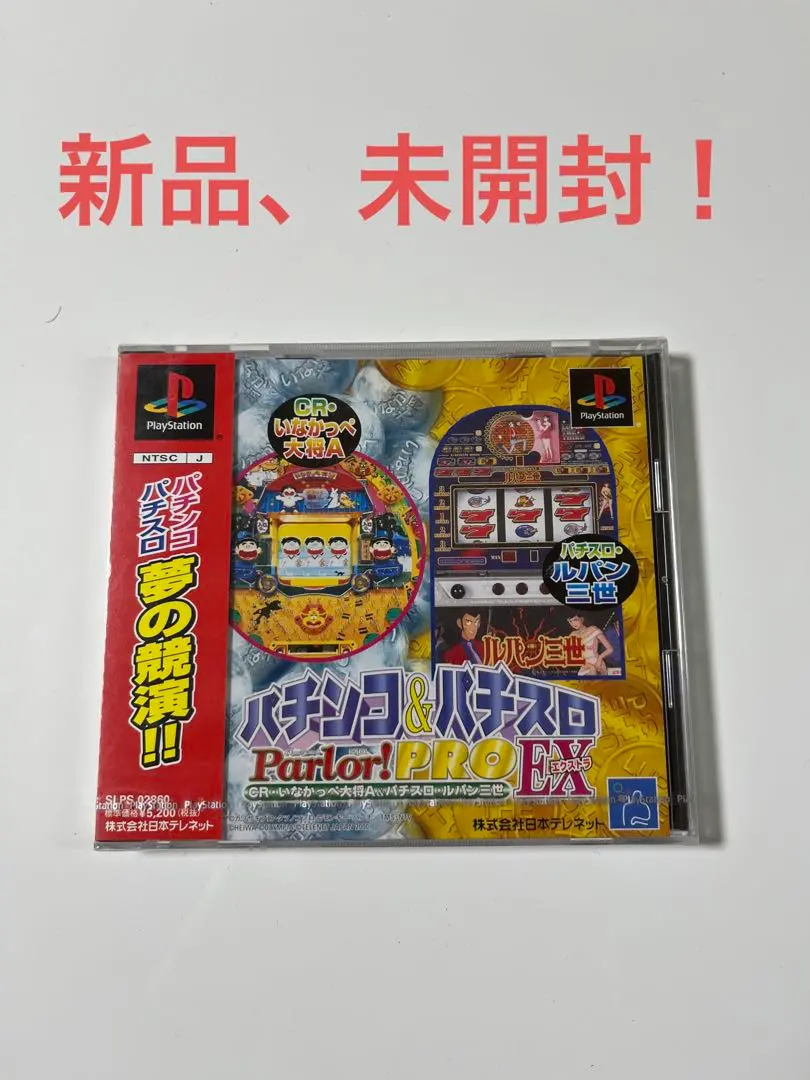 新品、未開封！
PlayStation
NTSC J
パチンコ
パチスロ
夢の競演!!
SLPS 02860
標準価格¥5,200(税抜)
株式会社日本テレネット
CR・
いなかっぺ
大将A
PlayStation
パチスロ・
ルパン
三世
ルパン三世
パチンコ&パチスロ
Parlor! PRO EX
エクストラ
CR・いなかっぺ大将A&パチスロ・ルパン三世
株式会社日本テレネット